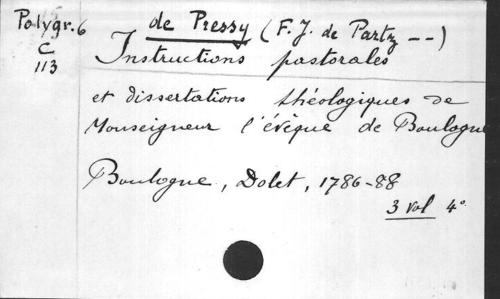 Polygr. 6
C
113
de Pressy (F. J. de Partz --)
Instructions pastorales
et dissertations théologiques de
Monseigneur l'évêque de Boulogne
Boulogne, Dolet, 1786-88
3 vol 4°